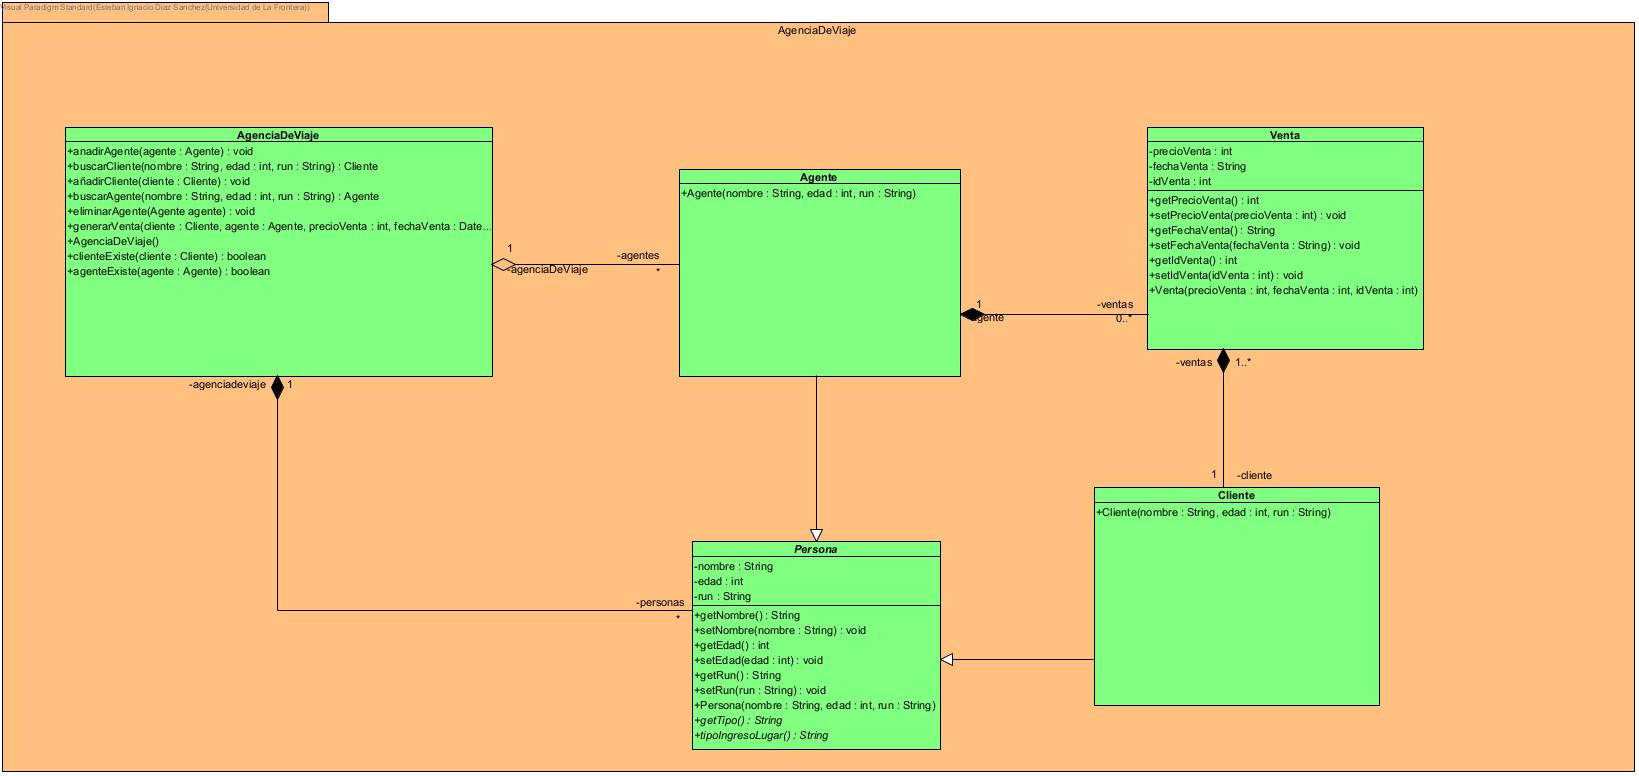 Visual Paradigm Standard(Esteban Ignacio Diaz Sanchez(Universidad de La Frontera))
AgenciaDeViaje
AgenciaDeViaje
+anadirAgente(agente : Agente) : void
+buscarCliente(nombre : String, edad : int, run : String) : Cliente
+añadirCliente(cliente : Cliente) : void
+buscarAgente(nombre : String, edad : int, run : String) : Agente
+eliminarAgente(Agente agente) : void
+generarVenta(cliente : Cliente, agente : Agente, precioVenta : int, fechaVenta : Date...
+AgenciaDeViaje()
+clienteExiste(cliente : Cliente) : boolean
+agenteExiste(agente : Agente) : boolean
1
-agenciaDeViaje
-agentes
*
Agente
+Agente(nombre : String, edad : int, run : String)
1
-agente
-ventas
0..*
Venta
-precioVenta : int
-fechaVenta : String
-idVenta : int
+getPrecioVenta() : int
+setPrecioVenta(precioVenta : int) : void
+getFechaVenta() : String
+setFechaVenta(fechaVenta : String) : void
+getIdVenta() : int
+setIdVenta(idVenta : int) : void
+Venta(precioVenta : int, fechaVenta : int, idVenta : int)
-ventas
1..*
1
-cliente
Cliente
+Cliente(nombre : String, edad : int, run : String)
-agenciadeviaje
1
-personas
*
Persona
-nombre : String
-edad : int
-run : String
+getNombre() : String
+setNombre(nombre : String) : void
+getEdad() : int
+setEdad(edad : int) : void
+getRun() : String
+setRun(run : String) : void
+Persona(nombre : String, edad : int, run : String)
+getTipo() : String
+tipoIngresoLugar() : String